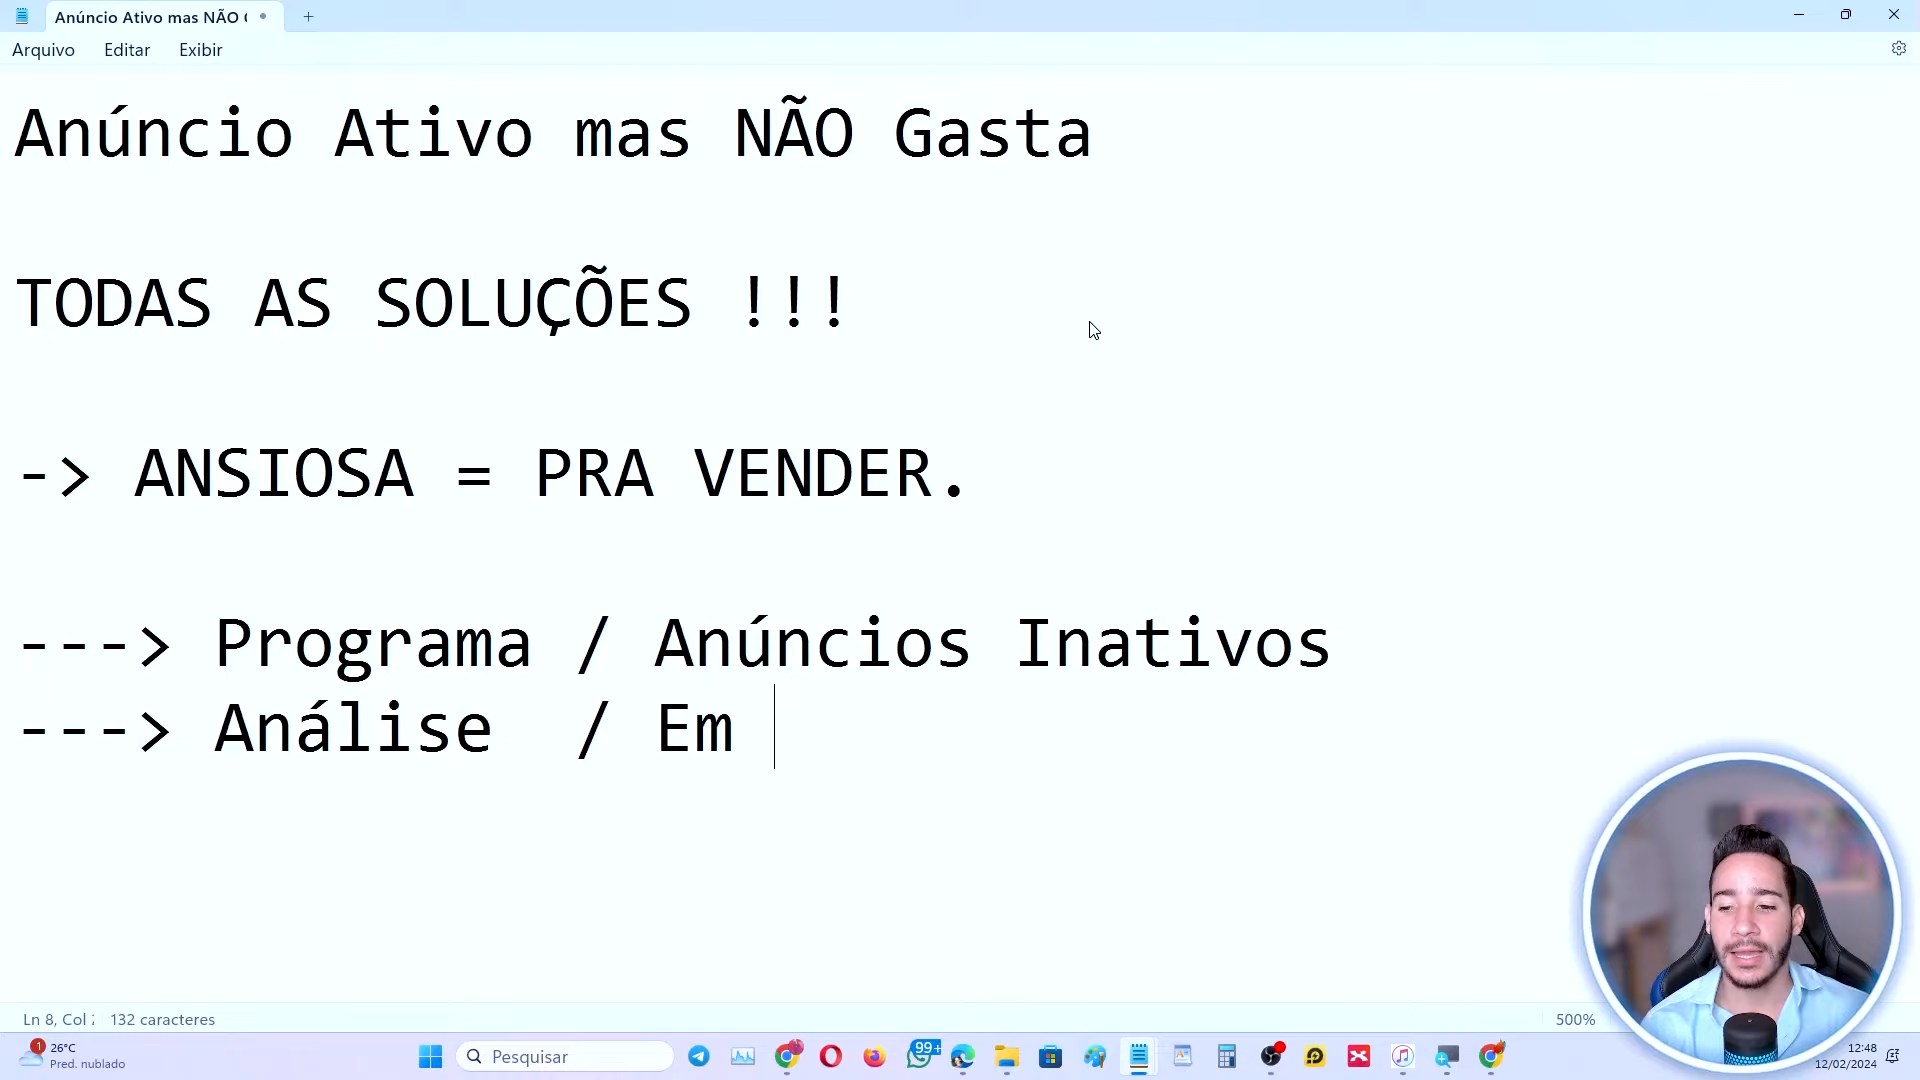 Anúncio Ativo mas NÃO
Arquivo Editar Exibir
Anúncio Ativo mas NÃO Gasta
TODAS AS SOLUÇÕES !!!
-> ANSIOSA = PRA VENDER.
---> Programa / Anúncios Inativos
---> Análise / Em
Ln 8, Col 132 caracteres 500%
1 26°C
Pred. nublado
Pesquisar
99+
12:48
12/02/2024